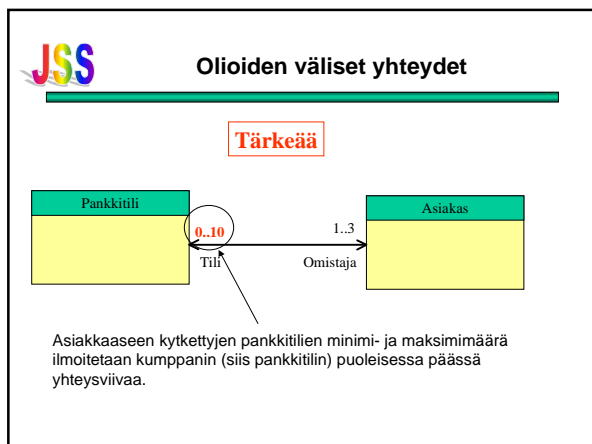 JSS
Olioiden väliset yhteydet
Tärkeää
Pankkitili
Asiakas
0..10
1..3
Tili
Omistaja
Asiakkaaseen kytkettyjen pankkitilien minimi- ja maksimimäärä
ilmoitetaan kumppanin (siis pankkitilin) puoleisessa päässä
yhteysviivaa.